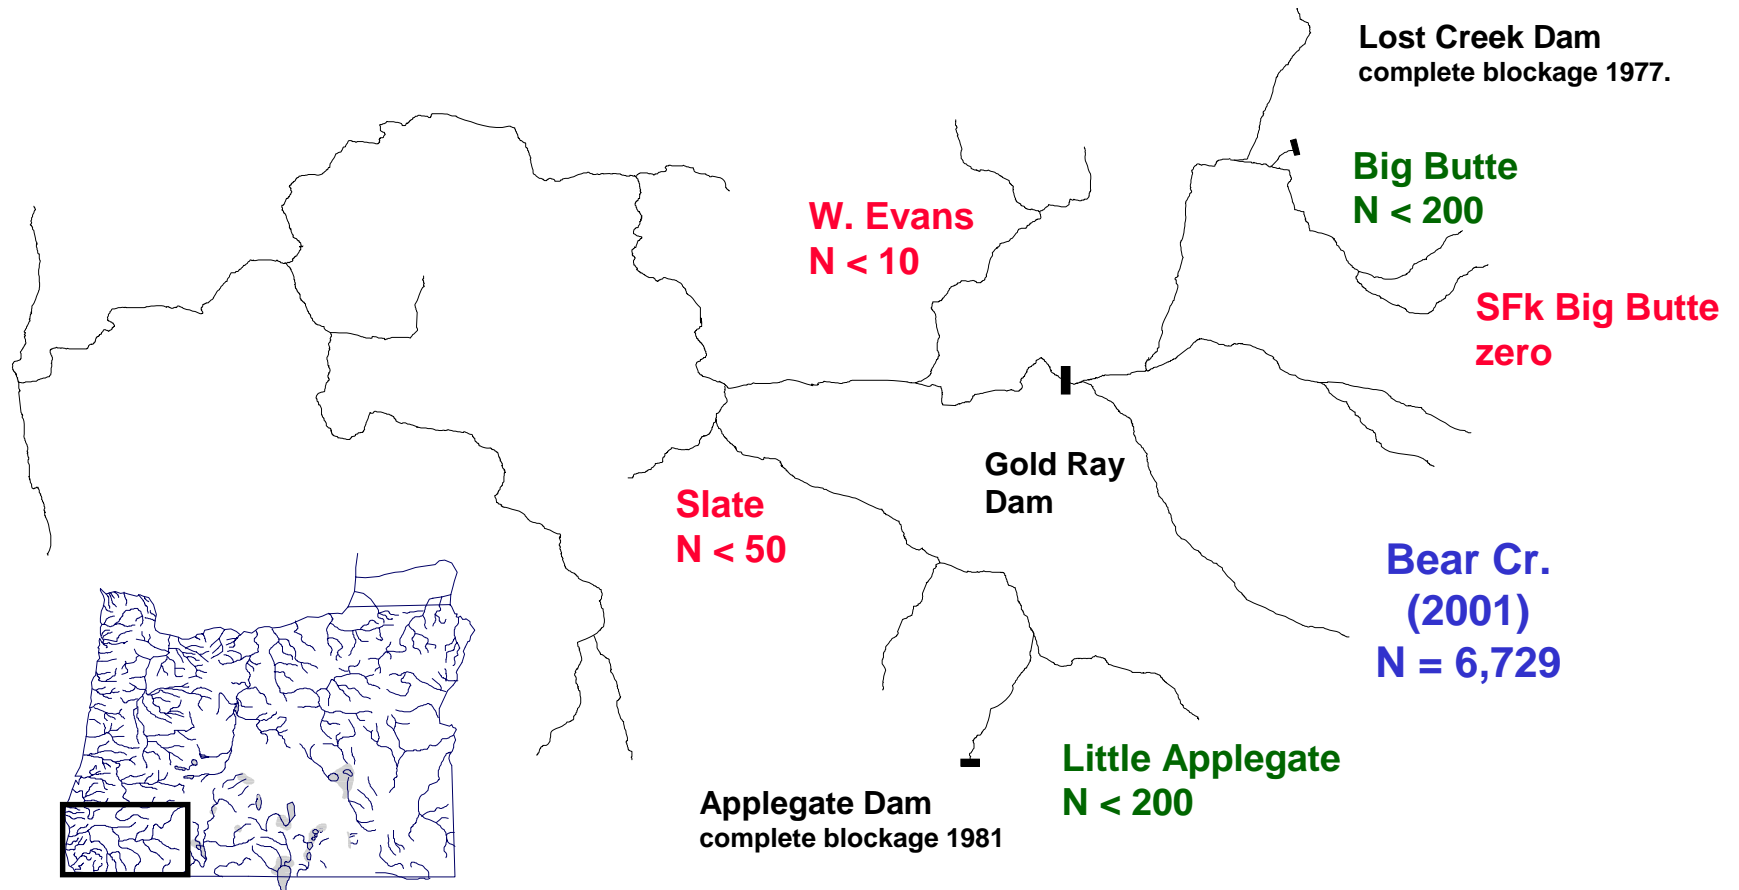 Lost Creek Dam
complete blockage 1977.
Big Butte
N < 200
W. Evans
N < 10
SFk Big Butte
zero
Gold Ray
Dam
Slate
N < 50
Bear Cr.
(2001)
N = 6,729
Little Applegate
N < 200
Applegate Dam
complete blockage 1981